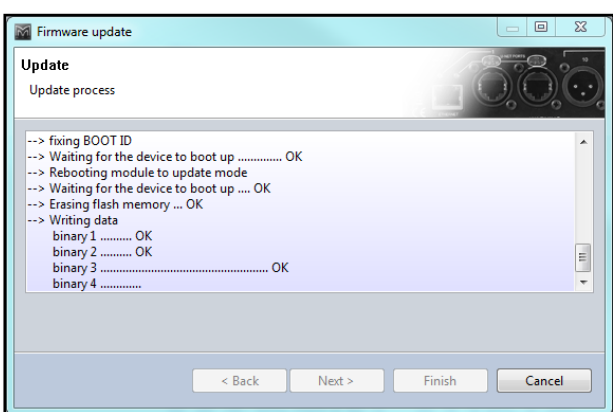 Firmware update
Update
Update process
--> fixing BOOT ID
--> Waiting for the device to boot up .............. OK
--> Rebooting module to update mode
--> Waiting for the device to boot up .... OK
--> Erasing flash memory ... OK
--> Writing data
binary 1 .......... OK
binary 2 .......... OK
binary 3 ..................................................... OK
binary 4 .............
< Back Next > Finish Cancel